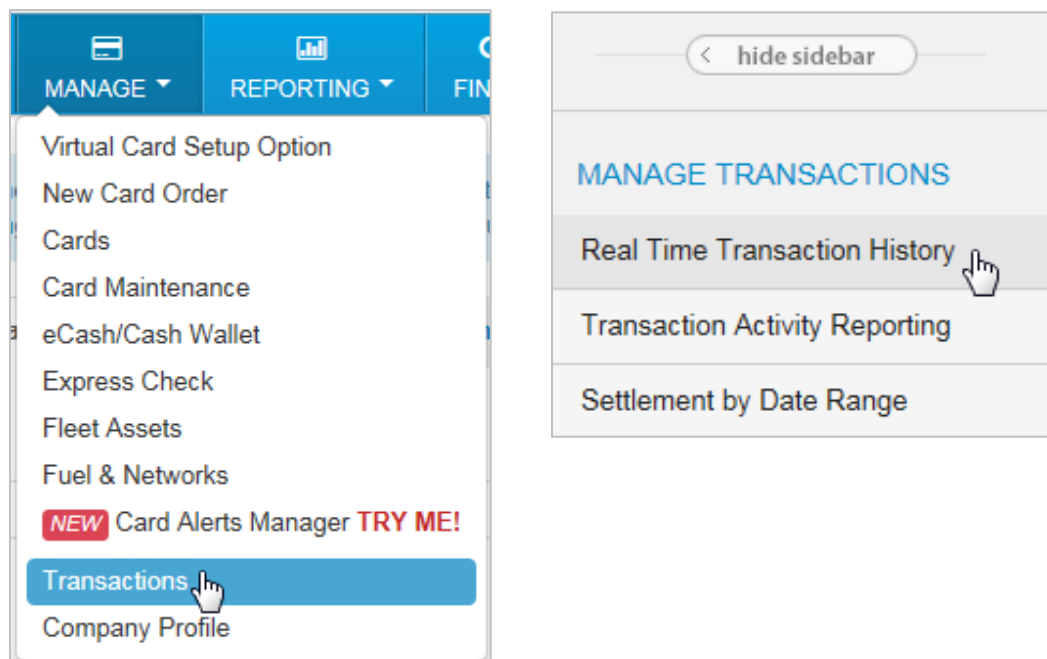 MANAGE
REPORTING
FIN
Virtual Card Setup Option
New Card Order
Cards
Card Maintenance
eCash/Cash Wallet
Express Check
Fleet Assets
Fuel & Networks
NEW Card Alerts Manager TRY ME!
Transactions
Company Profile
hide sidebar
MANAGE TRANSACTIONS
Real Time Transaction History
Transaction Activity Reporting
Settlement by Date Range